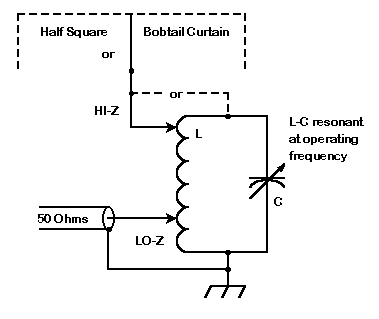 Half Square
Bobtail Curtain
or
or
HI-Z
L
L-C resonant
at operating
frequency
C
50 Ohms
LO-Z